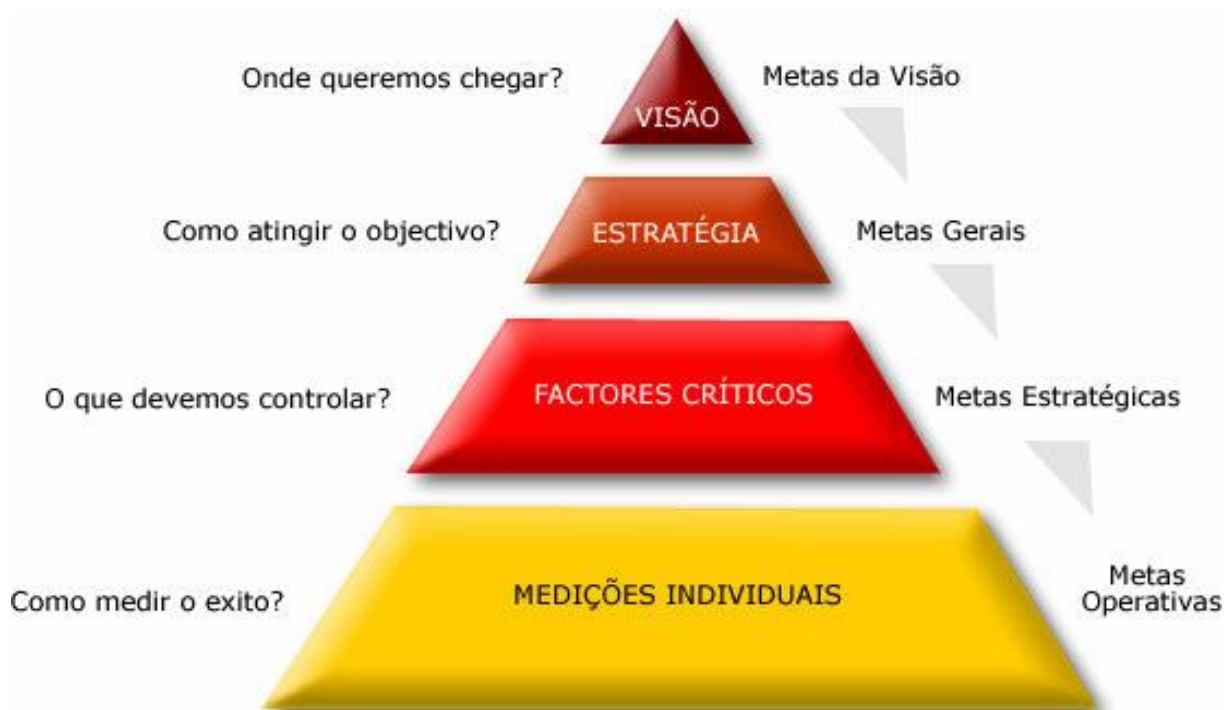 Onde queremos chegar?
VISÃO
Metas da Visão
Como atingir o objectivo?
ESTRATÉGIA
Metas Gerais
O que devemos controlar?
FACTORES CRÍTICOS
Metas Estratégicas
Como medir o exito?
MEDIÇÕES INDIVIDUAIS
Metas
Operativas